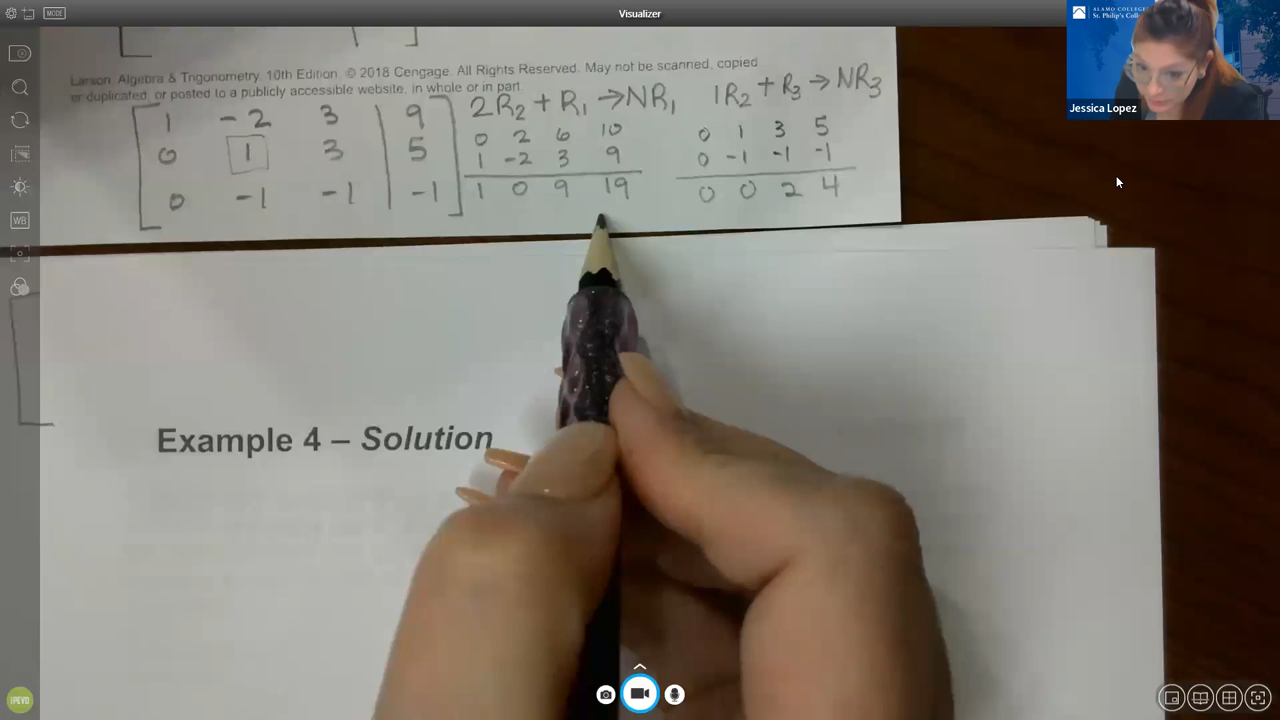 Visualizer
MODE
ALAMO COLLEG
St. Philip's Coll
Jessica Lopez
WB
Larson, Algebra & Trigonometry, 10th Edition. © 2018 Cengage. All Rights Reserved. May not be scanned, copied
or duplicated, or posted to a publicly accessible website, in whole or in part.
2R₂ + R₁ → NR₁ 1R₂ + R₃ → NR₃
1 -2 3 9
0 1 3 5
0 -1 -1 -1
0 2 6 10
1 -2 3 9
1 0 9 19
0 1 3 5
0 -1 -1 -1
0 0 2 4
Example 4 – Solution
IPEVO